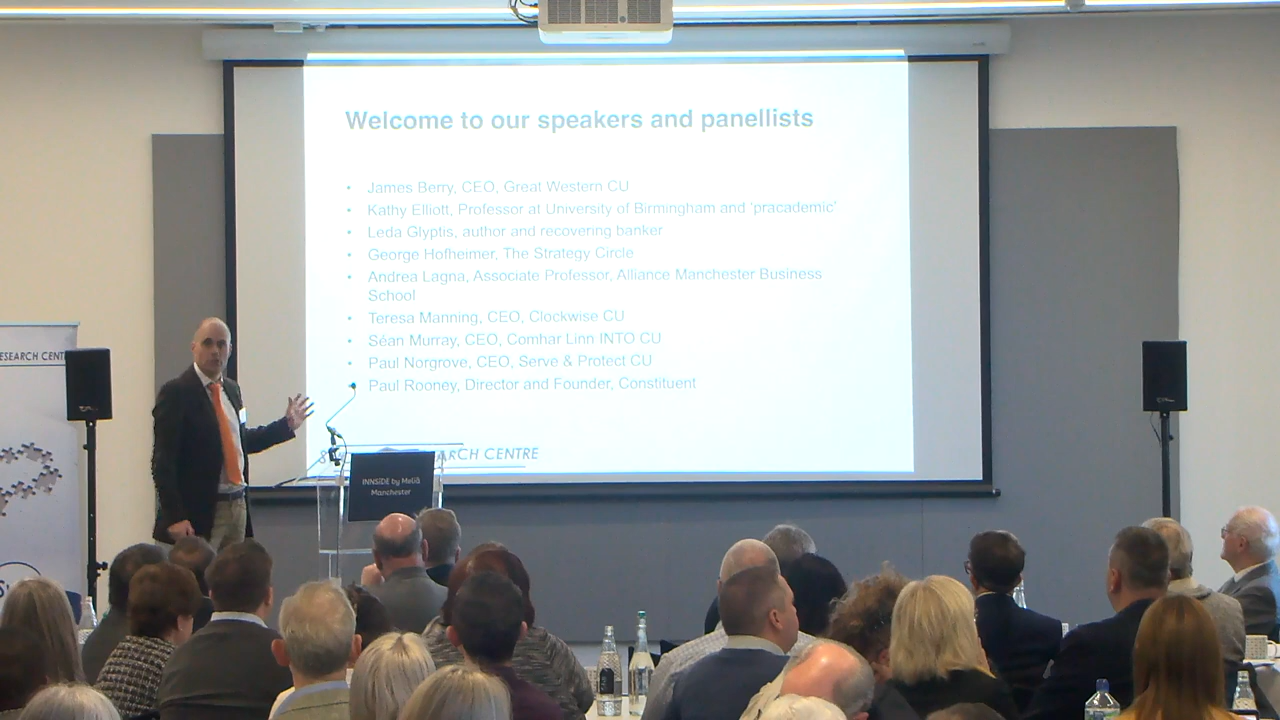 Welcome to our speakers and panellists
• James Berry, CEO, Great Western CU
• Kathy Elliott, Professor at University of Birmingham and 'pracademic'
• Leda Glyptis, author and recovering banker
• George Hofheimer, The Strategy Circle
• Andrea Lagna, Associate Professor, Alliance Manchester Business
School
• Teresa Manning, CEO, Clockwise CU
• Séan Murray, CEO, Comhar Linn INTO CU
• Paul Norgrove, CEO, Serve & Protect CU
• Paul Rooney, Director and Founder, Constituent
ESEARCH CENT
ARCH CENTRE
INNSiDE by Meliã
Manchester